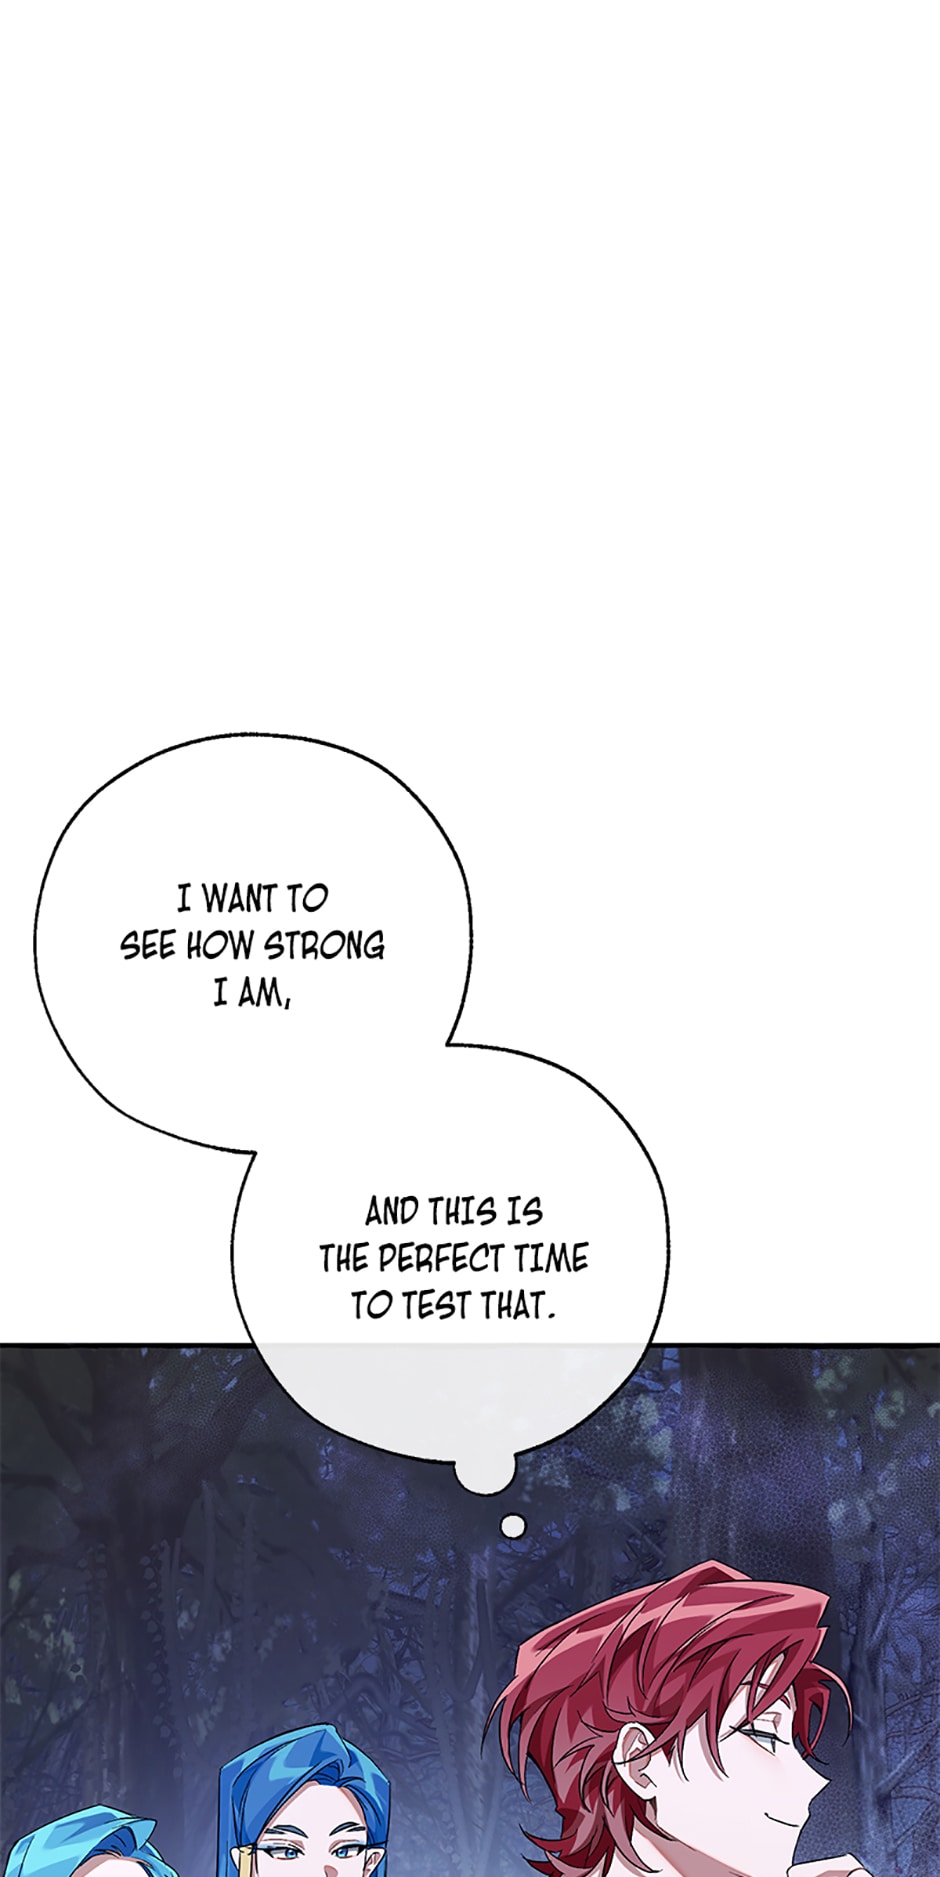 I WANT TO
SEE HOW STRONG
I AM,
AND THIS IS
THE PERFECT TIME
TO TEST THAT.